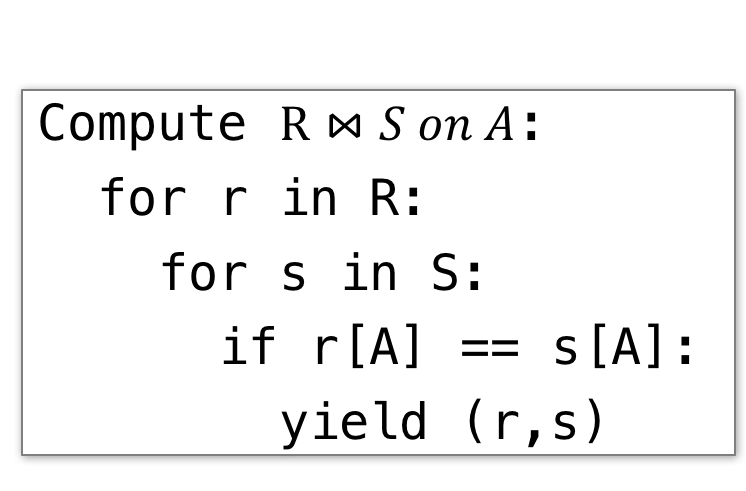 Compute R ⋈ S on A:
for r in R:
for s in S:
if r[A] == s[A]:
yield (r,s)